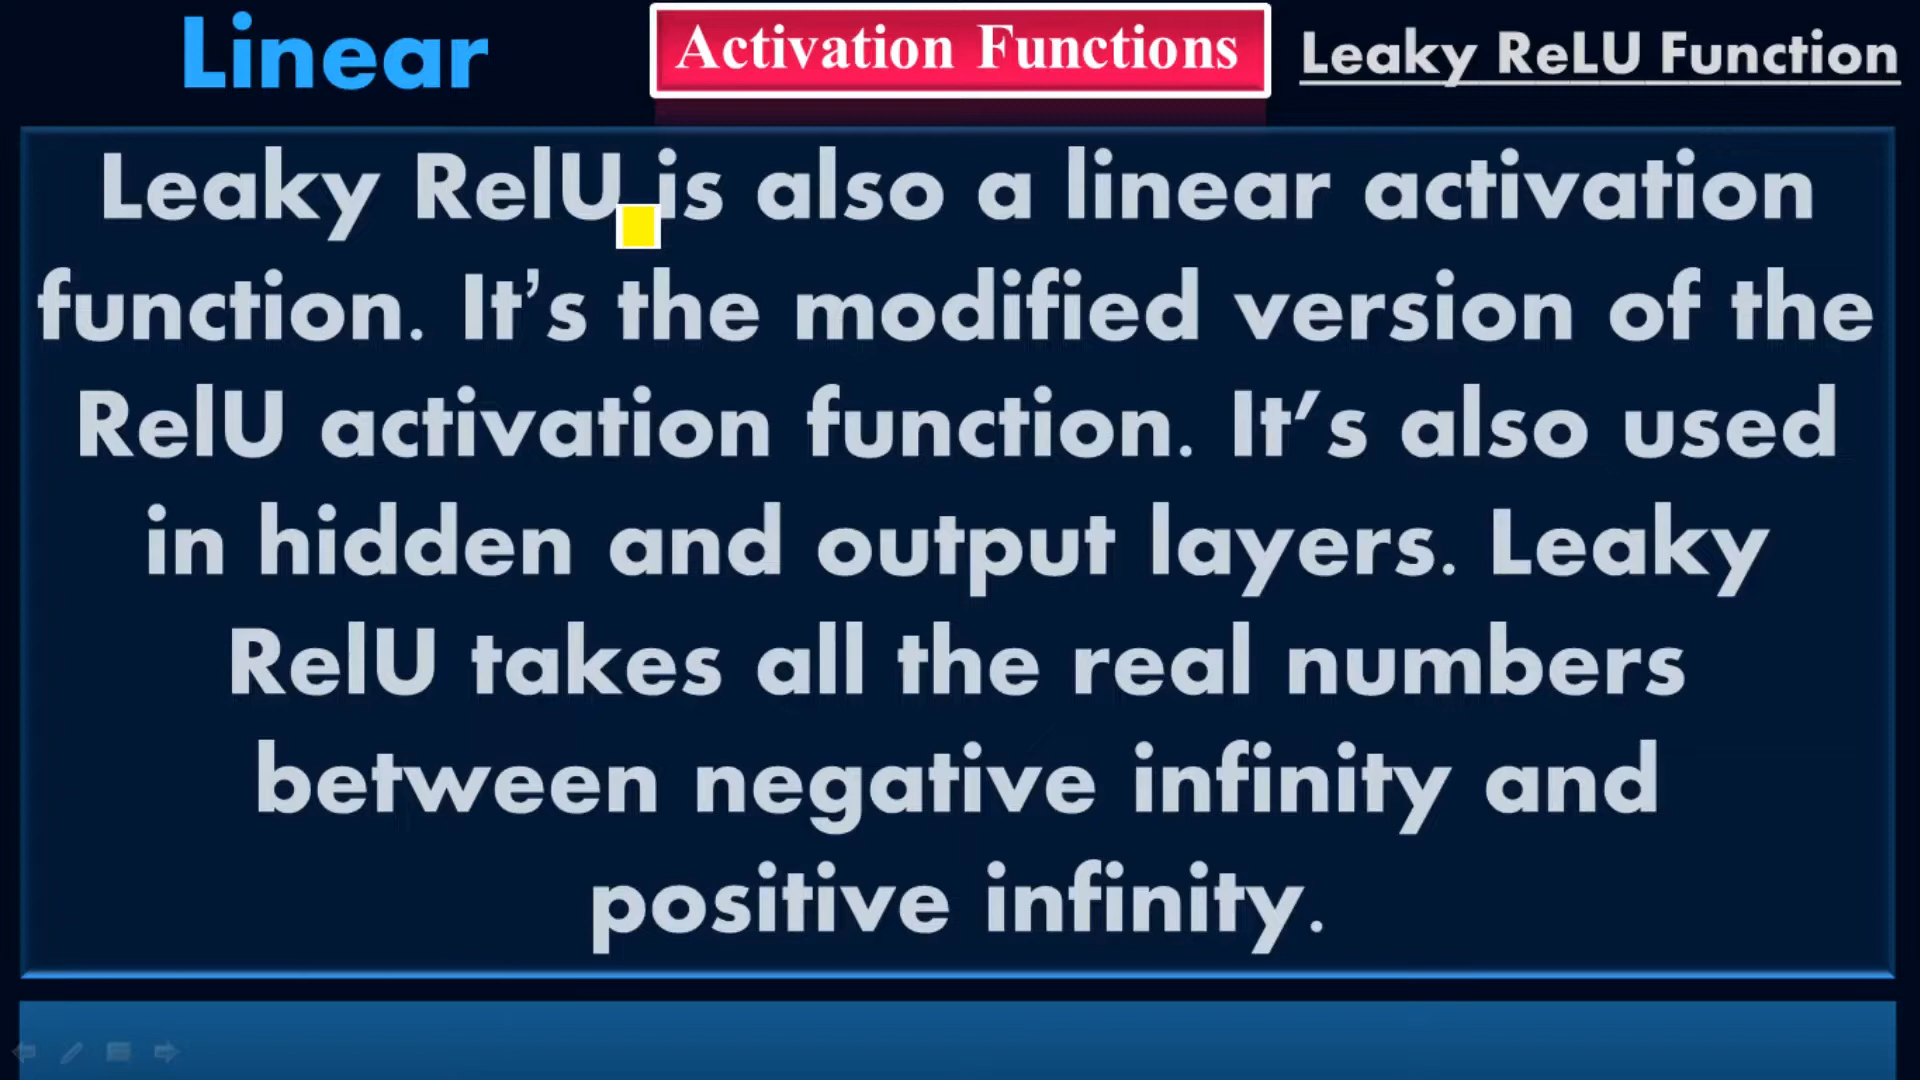 Linear
Activation Functions
Leaky ReLU Function
Leaky RelU is also a linear activation
function. It’s the modified version of the
RelU activation function. It’s also used
in hidden and output layers. Leaky
RelU takes all the real numbers
between negative infinity and
positive infinity.